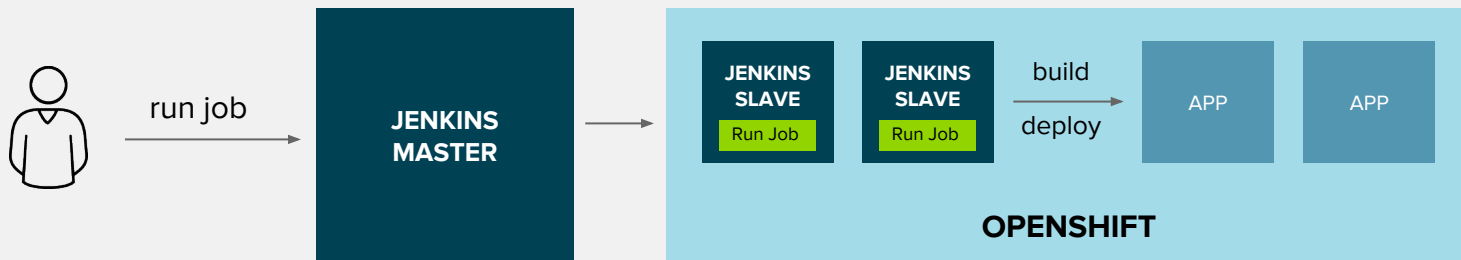 run job
JENKINS
MASTER
JENKINS
SLAVE
Run Job
JENKINS
SLAVE
Run Job
build
deploy
APP
APP
OPENSHIFT